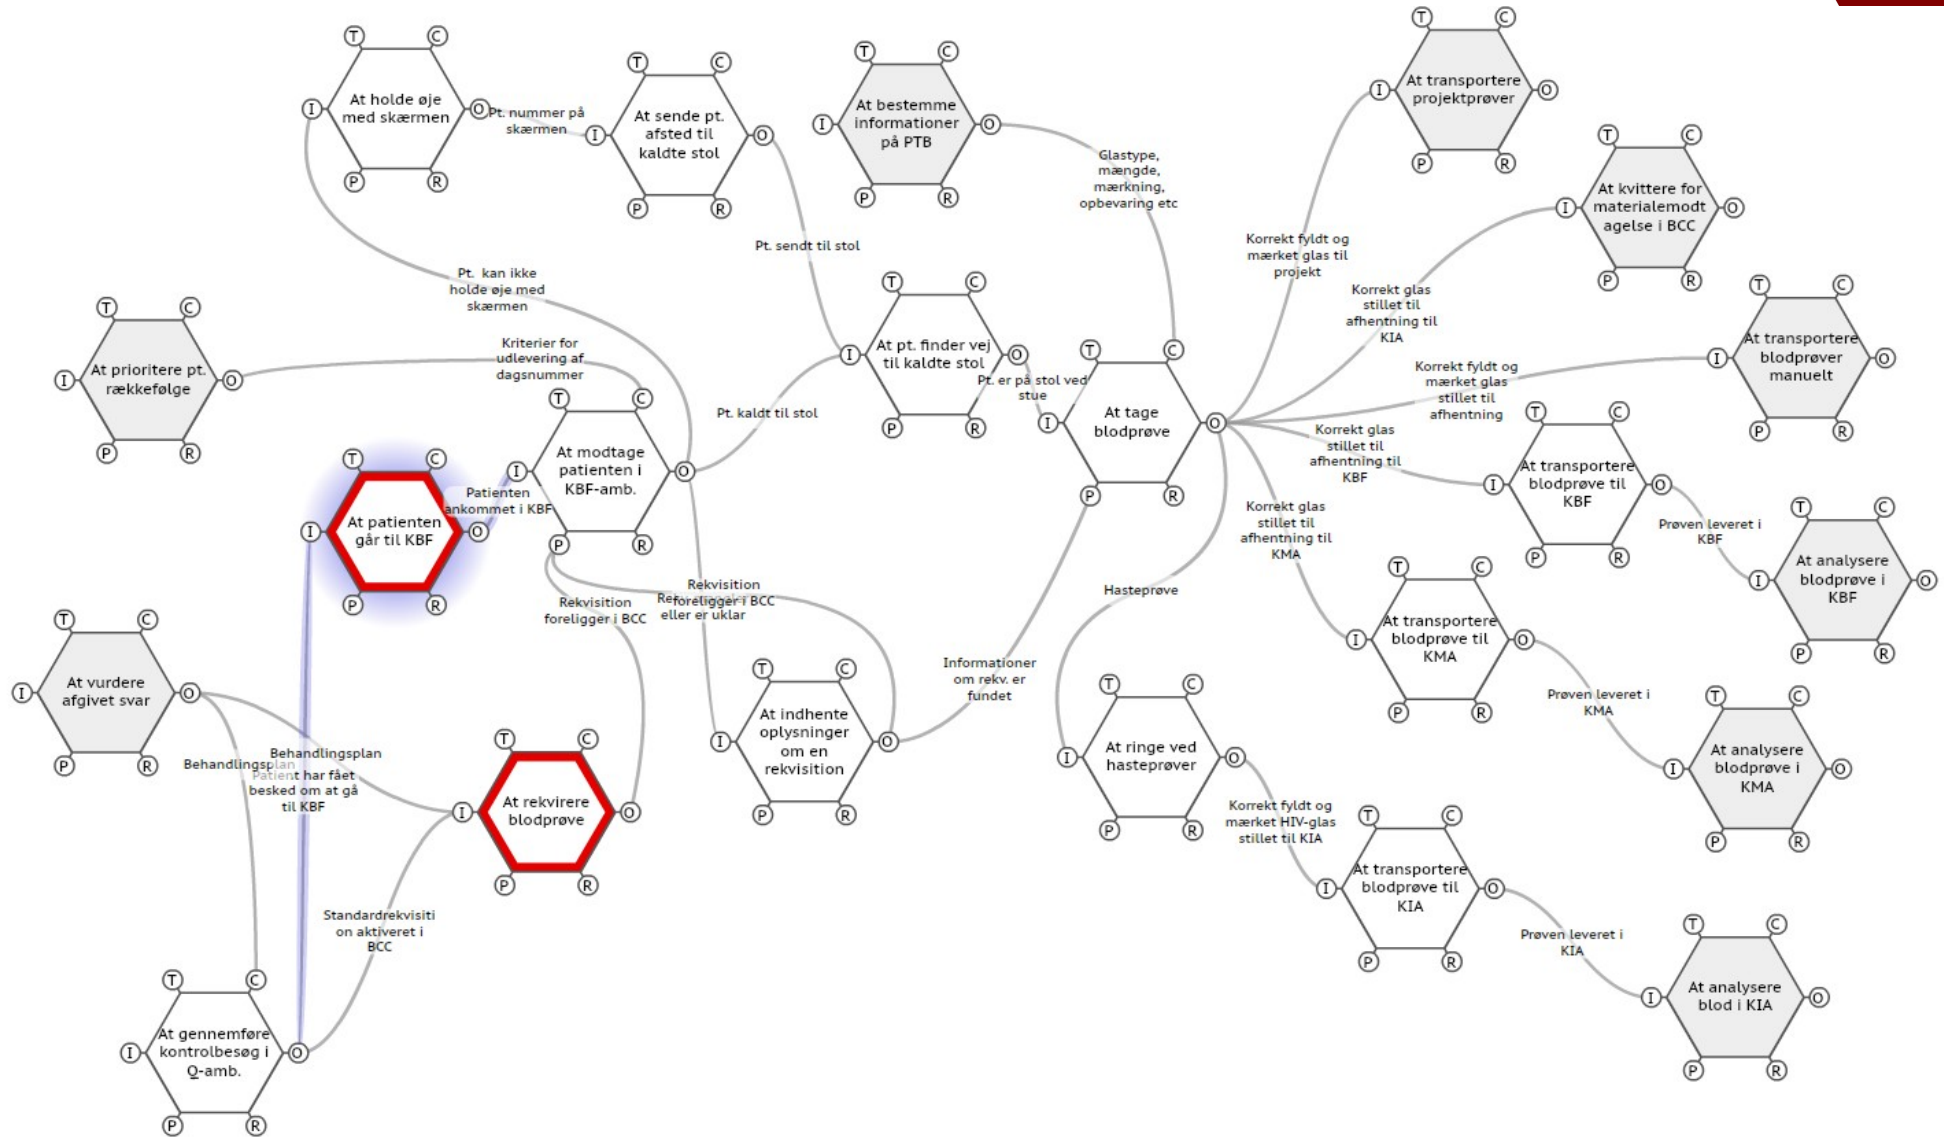 T C
At holde øje
med skærmen
I O
P R
Pt. nummer på
skærmen
T C
At sende pt.
afsted til
kaldte stol
I O
P R
T C
At bestemme
informationer
på PTB
I O
P R
Glastype,
mængde,
mærkning,
opbevaring etc
T C
At transportere
projektprøver
I O
P R
T C
At kvittere for
materialemodt
agelse i BCC
I O
P R
Korrekt fyldt og
mærket glas til
projekt
Pt. sendt til stol
Pt. kan ikke
holde øje med
skærmen
Korrekt glas
stillet til
afhentning til
KIA
T C
At transportere
blodprøver
manuelt
I O
P R
T C
At prioritere pt.
rækkefølge
I O
P R
Kriterier for
udlevering af
dagsnummer
T C
At pt. finder vej
til kaldte stol
I O
P R
Pt. er på stol ved
stue
T C
At tage
blodprøve
I O
P R
Korrekt fyldt og
mærket glas
stillet til
afhentning
Pt. kaldt til stol
Korrekt glas
stillet til
afhentning til
KBF
T C
At transportere
blodprøve til
KBF
I O
P R
T C
At modtage
patienten i
KBF-amb.
I O
P R
T C
At patienten
går til KBF
I O
P R
Patienten
ankommet i KBF
Korrekt glas
stillet til
afhentning til
KMA
Prøven leveret i
KBF
T C
At analysere
blodprøve i
KBF
I O
P R
Rekvisition
foreligger i BCC
Rekvisition
foreligger i BCC
eller er uklar
Hasteprøve
T C
At transportere
blodprøve til
KMA
I O
P R
T C
At vurdere
afgivet svar
I O
P R
Informationer
om rekv. er
fundet
T C
At indhente
oplysninger
om en
rekvisition
I O
P R
T C
At ringe ved
hasteprøver
I O
P R
Prøven leveret i
KMA
T C
At analysere
blodprøve i
KMA
I O
P R
Behandlingsplan
Behandlingsplan
Patient har fået
besked om at gå
til KBF
T C
At rekvirere
blodprøve
I O
P R
Korrekt fyldt og
mærket HIV-glas
stillet til KIA
T C
At transportere
blodprøve til
KIA
I O
P R
Standardrekvisiti
on aktiveret i
BCC
Prøven leveret i
KIA
T C
At analysere
blod i KIA
I O
P R
T C
At gennemføre
kontrolbesøg i
Q-amb.
I O
P R